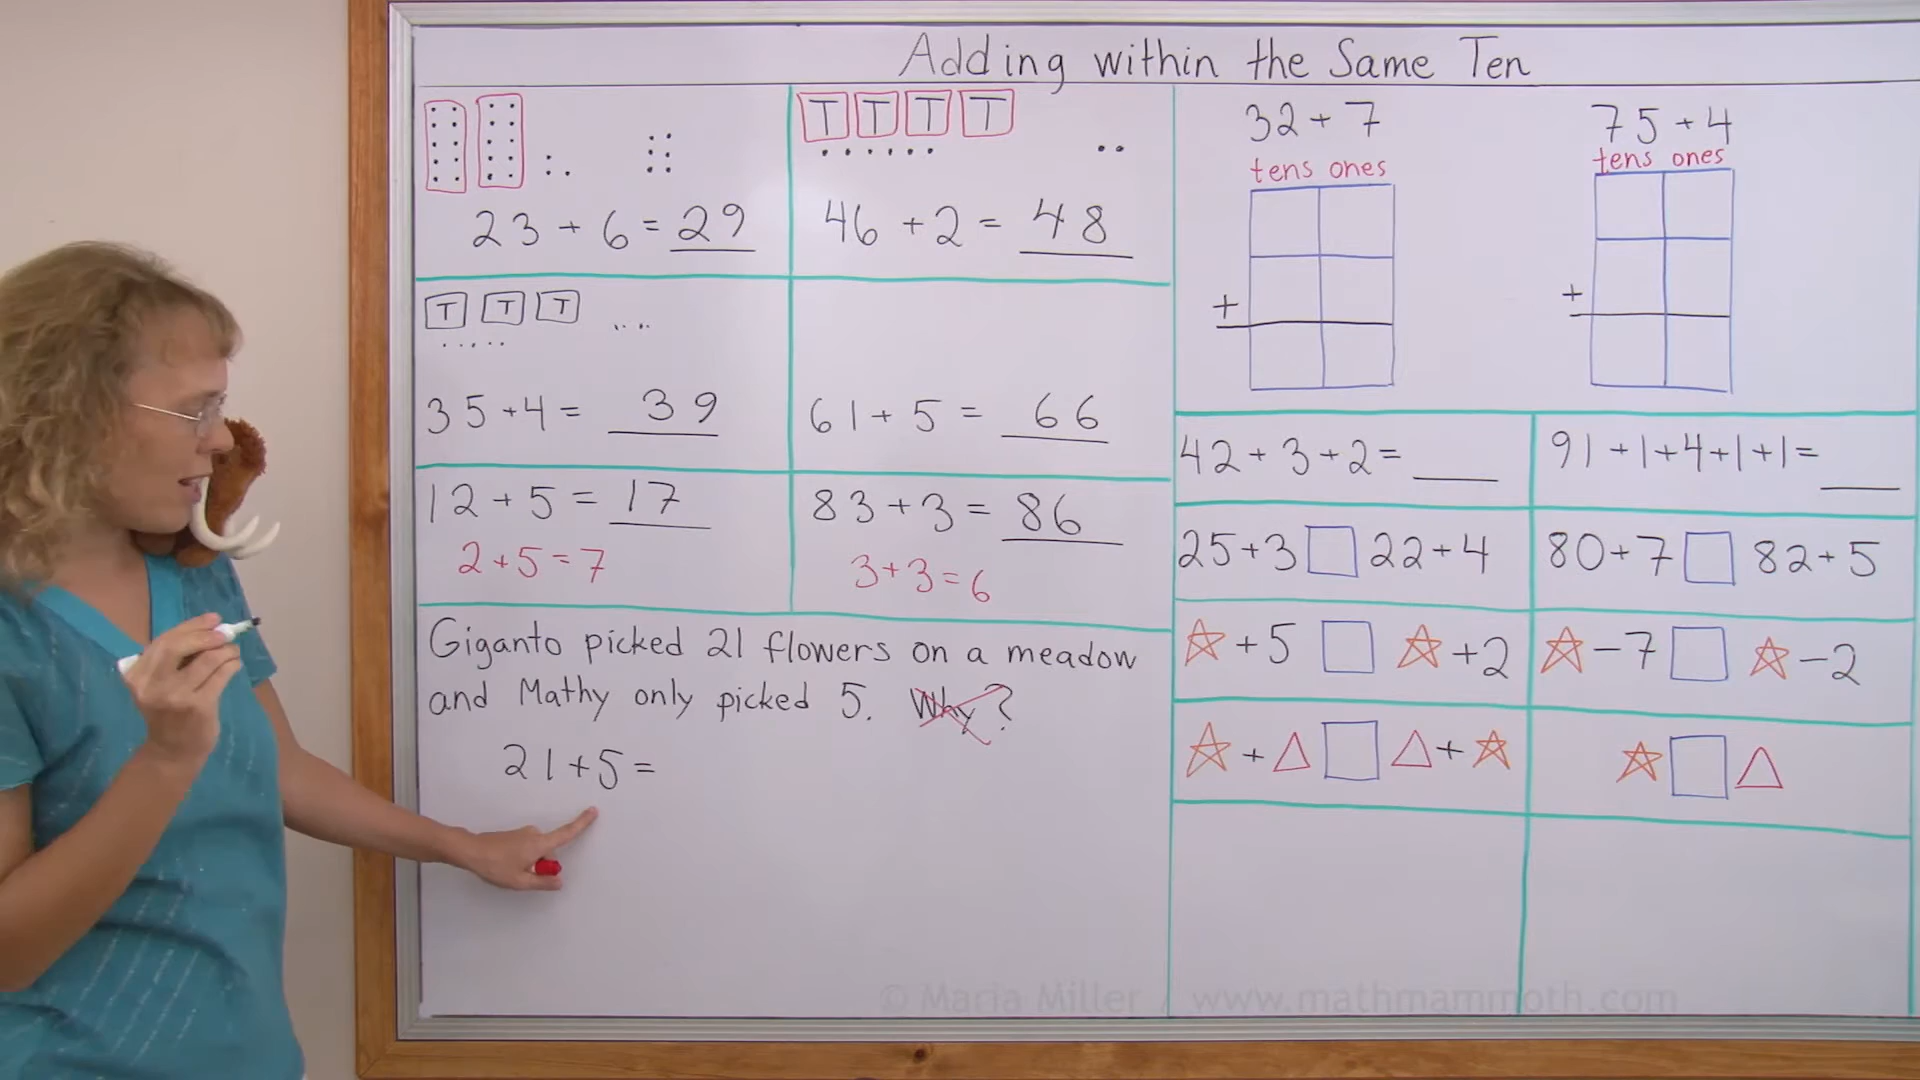 Adding within the Same Ten
23 + 6 = 29
T T T T
46 + 2 = 48
T T T
35 + 4 = 39
61 + 5 = 66
12 + 5 = 17
2 + 5 = 7
83 + 3 = 86
3 + 3 = 6
Giganto picked 21 flowers on a meadow
and Mathy only picked 5. Why?
21 + 5 =
32 + 7
tens ones
+
75 + 4
tens ones
+
42 + 3 + 2 = ____
91 + 1 + 4 + 1 + 1 = ____
25 + 3 □ 22 + 4
80 + 7 □ 82 + 5
☆ + 5 □ ☆ + 2
☆ − 7 □ ☆ − 2
☆ + △ □ △ + ☆
☆ □ △
© Maria Miller / www.mathmammoth.com